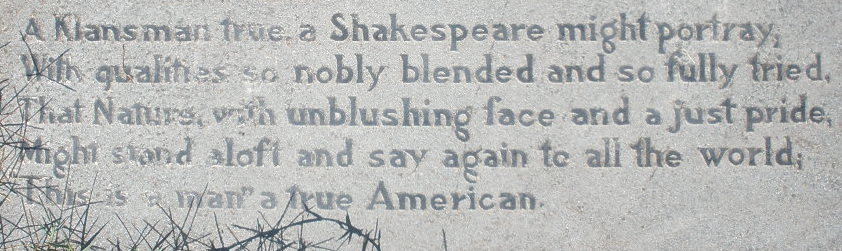 A Klansman true, a Shakespeare might portray,
With qualities so nobly blended and so fully tried,
That Nature, with unblushing face and a just pride,
Might stand aloft and say again to all the world;
This is a man" a true American.